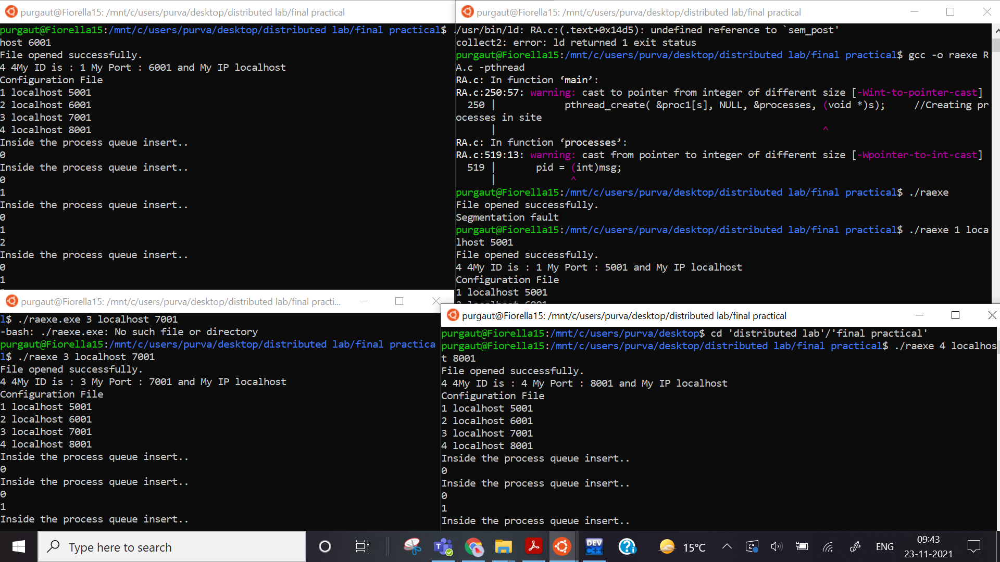 purgaut@Fiorella15: /mnt/c/users/purva/desktop/distributed lab/final practical
purgaut@Fiorella15:/mnt/c/users/purva/desktop/distributed lab/final practical$ .
host 6001
File opened successfully.
4 4My ID is : 1 My Port : 6001 and My IP localhost
Configuration File
1 localhost 5001
2 localhost 6001
3 localhost 7001
4 localhost 8001
Inside the process queue insert..
0
Inside the process queue insert..
0
1
Inside the process queue insert..
0
1
2
Inside the process queue insert..
0
1
purgaut@Fiorella15: /mnt/c/users/purva/desktop/distributed lab/final practical
/usr/bin/ld: RA.c:(.text+0x14d5): undefined reference to `sem_post'
collect2: error: ld returned 1 exit status
purgaut@Fiorella15:/mnt/c/users/purva/desktop/distributed lab/final practical$ gcc -o raexe R
A.c -pthread
RA.c: In function ‘main’:
RA.c:250:57: warning: cast to pointer from integer of different size [-Wint-to-pointer-cast]
250 | pthread_create( &proc1[s], NULL, &processes, (void *)s); //Creating pr
ocesses in site
| ^
RA.c: In function ‘processes’:
RA.c:519:13: warning: cast from pointer to integer of different size [-Wpointer-to-int-cast]
519 | pid = (int)msg;
| ^
purgaut@Fiorella15:/mnt/c/users/purva/desktop/distributed lab/final practical$ ./raexe
File opened successfully.
Segmentation fault
purgaut@Fiorella15:/mnt/c/users/purva/desktop/distributed lab/final practical$ ./raexe 1 loca
lhost 5001
File opened successfully.
4 4My ID is : 1 My Port : 5001 and My IP localhost
Configuration File
1 localhost 5001
2 localhost 6001
purgaut@Fiorella15: /mnt/c/users/purva/desktop/distributed lab/final practi...
l$ ./raexe.exe 3 localhost 7001
-bash: ./raexe.exe: No such file or directory
purgaut@Fiorella15:/mnt/c/users/purva/desktop/distributed lab/final practica
l$ ./raexe 3 localhost 7001
File opened successfully.
4 4My ID is : 3 My Port : 7001 and My IP localhost
Configuration File
1 localhost 5001
2 localhost 6001
3 localhost 7001
4 localhost 8001
Inside the process queue insert..
0
Inside the process queue insert..
0
1
Inside the process queue insert..
purgaut@Fiorella15: /mnt/c/users/purva/desktop/distributed lab/final practical
purgaut@Fiorella15:/mnt/c/users/purva/desktop$ cd 'distributed lab'/'final practical'
purgaut@Fiorella15:/mnt/c/users/purva/desktop/distributed lab/final practical$ ./raexe 4 localhos
t 8001
File opened successfully.
4 4My ID is : 4 My Port : 8001 and My IP localhost
Configuration File
1 localhost 5001
2 localhost 6001
3 localhost 7001
4 localhost 8001
Inside the process queue insert..
0
Inside the process queue insert..
0
1
Inside the process queue insert..
Type here to search
DEV
C++
15°C
ENG
09:43
23-11-2021